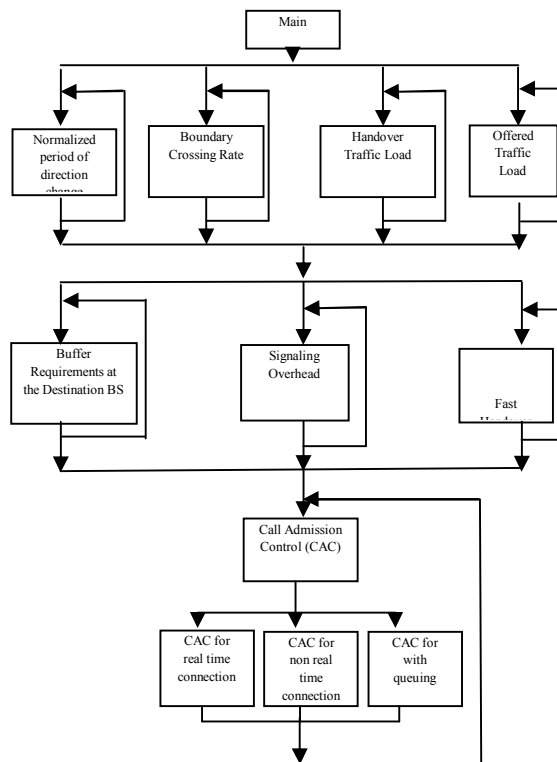 Main
Normalized
period of
direction
change
Boundary
Crossing Rate
Handover
Traffic Load
Offered
Traffic
Load
Buffer
Requirements at
the Destination BS
Signaling
Overhead
Fast
Call Admission
Control (CAC)
CAC for
real time
connection
CAC for
non real
time
connection
CAC for
with
queuing